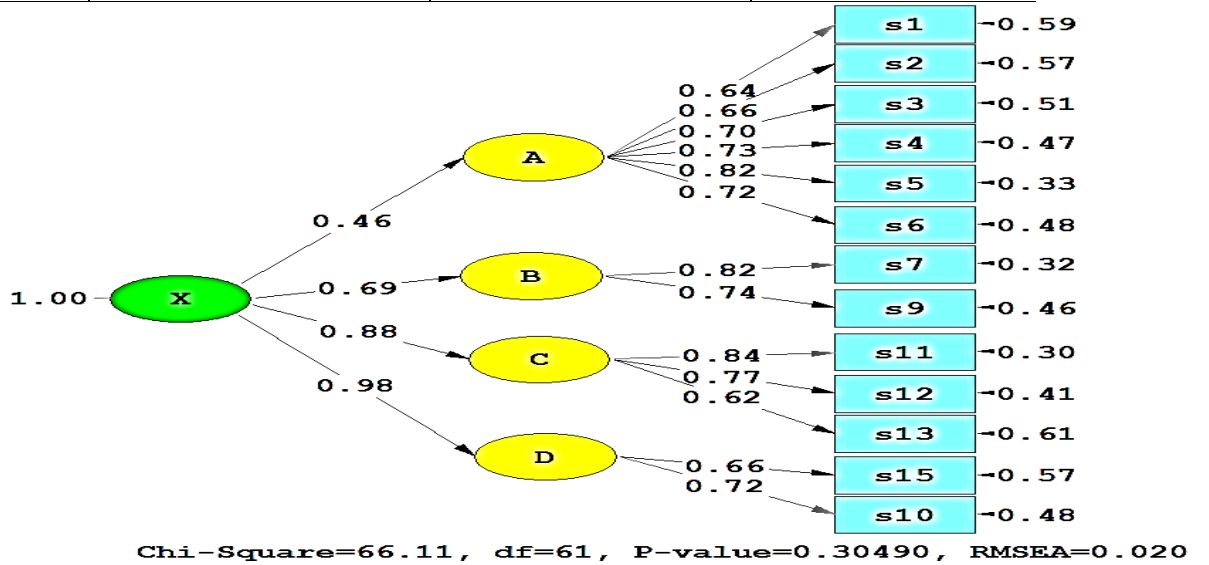 s1 0.59
s2 0.57
0.64
s3 0.51
0.66
0.70
s4 0.47
0.73
A
0.82
s5 0.33
0.72
0.46
s6 0.48
s7 0.32
0.82
B
0.69
0.74
1.00 X
s9 0.46
0.88
s11 0.30
0.84
C
0.77
0.98
s12 0.41
0.62
s13 0.61
D
0.66
s15 0.57
0.72
s10 0.48
Chi-Square=66.11, df=61, P-value=0.30490, RMSEA=0.020